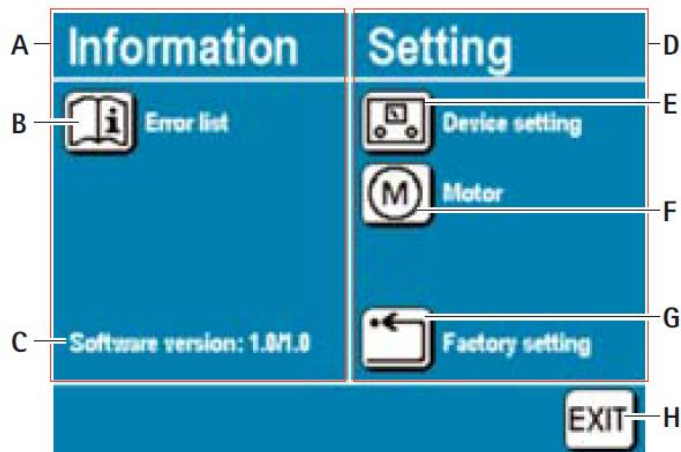 A Information Setting D
B Error list E
Device setting
M Motor F
C Software version: 1.0/1.0 G
Factory setting
EXIT H